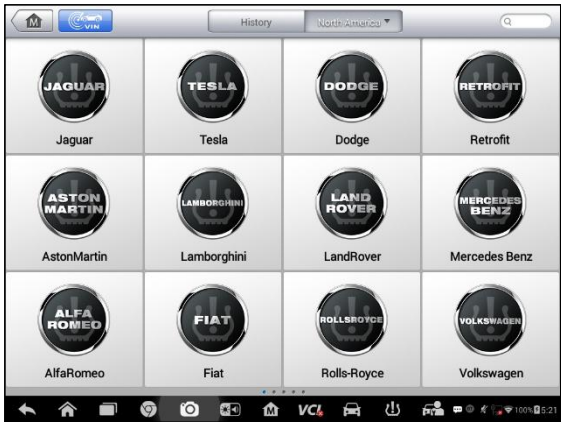 M
VIN
History
North America
JAGUAR
TESLA
DODGE
RETROFIT
Jaguar
Tesla
Dodge
Retrofit
ASTON
MARTIN
LAMBORGHINI
LAND
ROVER
MERCEDES
BENZ
AstonMartin
Lamborghini
LandRover
Mercedes Benz
ALFA
ROMEO
FIAT
ROLLSROYCE
VOLKSWAGEN
AlfaRomeo
Fiat
Rolls-Royce
Volkswagen
M
VCI
100%
5:21